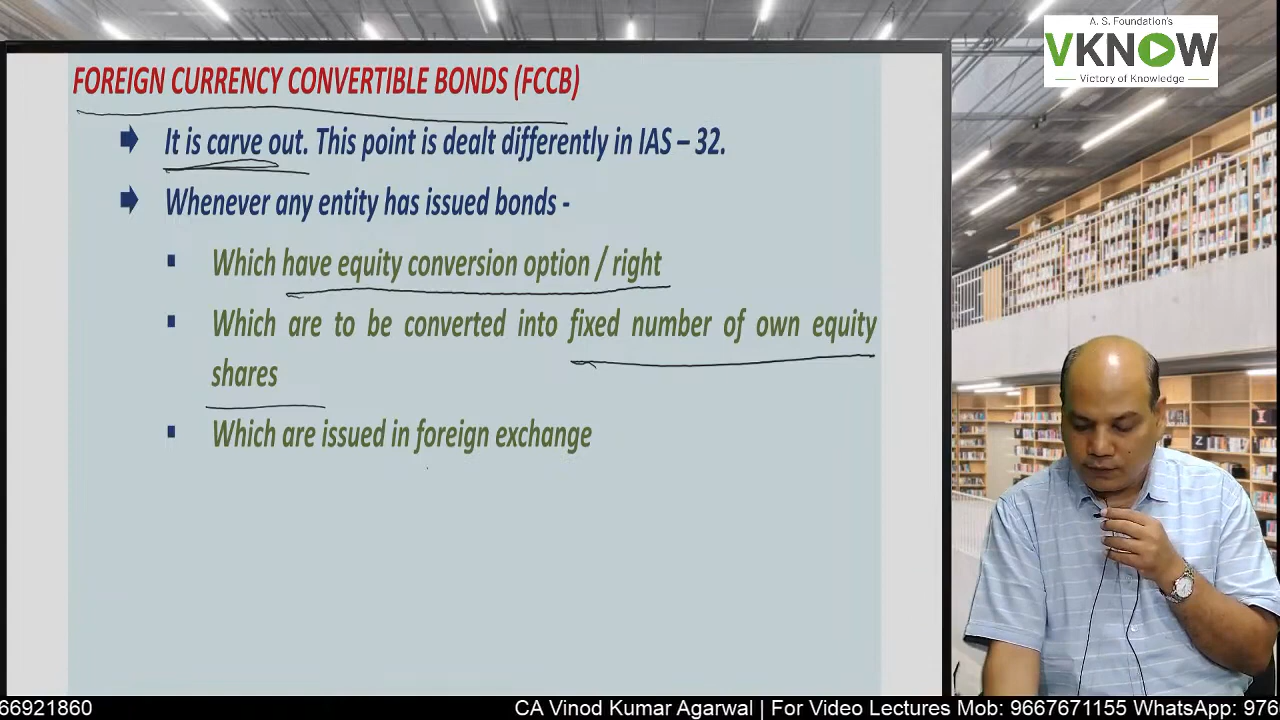 A. S. Foundation's
VKNOW
Victory of Knowledge
FOREIGN CURRENCY CONVERTIBLE BONDS (FCCB)
It is carve out. This point is dealt differently in IAS – 32.
Whenever any entity has issued bonds -
Which have equity conversion option / right
Which are to be converted into fixed number of own equity
shares
Which are issued in foreign exchange
66921860 CA Vinod Kumar Agarwal | For Video Lectures Mob: 9667671155 WhatsApp: 976